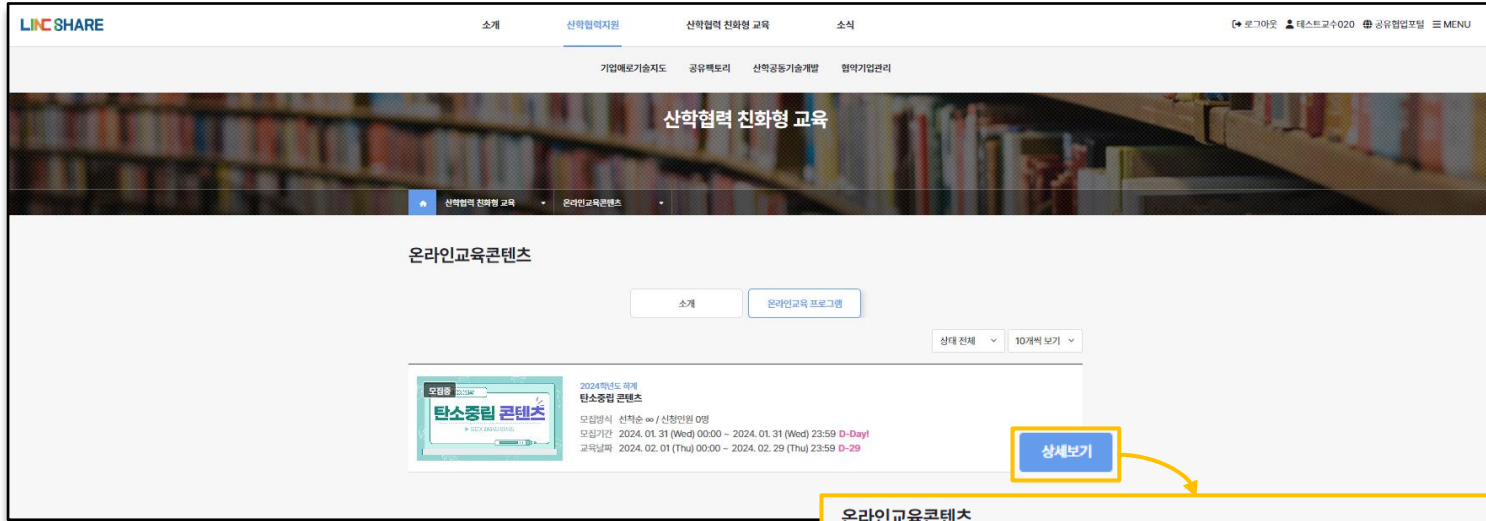 LINC SHARE
소개 산학협력지원 산학협력 친화형 교육 소식 로그아웃 테스트교수020 공유협업포털 MENU
기업애로기술지도 공유팩토리 산학공동기술개발 협약기업관리
산학협력 친화형 교육
산학협력 친화형 교육 온라인교육콘텐츠
온라인교육콘텐츠
소개 온라인교육 프로그램
상태 전체 10개씩 보기
모집중
탄소중립 콘텐츠
2024학년도 하계
탄소중립 콘텐츠
모집방식 선착순 ∞ / 신청인원 0명
모집기간 2024. 01. 31 (Wed) 00:00 ~ 2024. 01. 31 (Wed) 23:59 D-Day!
교육날짜 2024. 02. 01 (Thu) 00:00 ~ 2024. 02. 29 (Thu) 23:59 D-29
상세보기
온라인교육콘텐츠